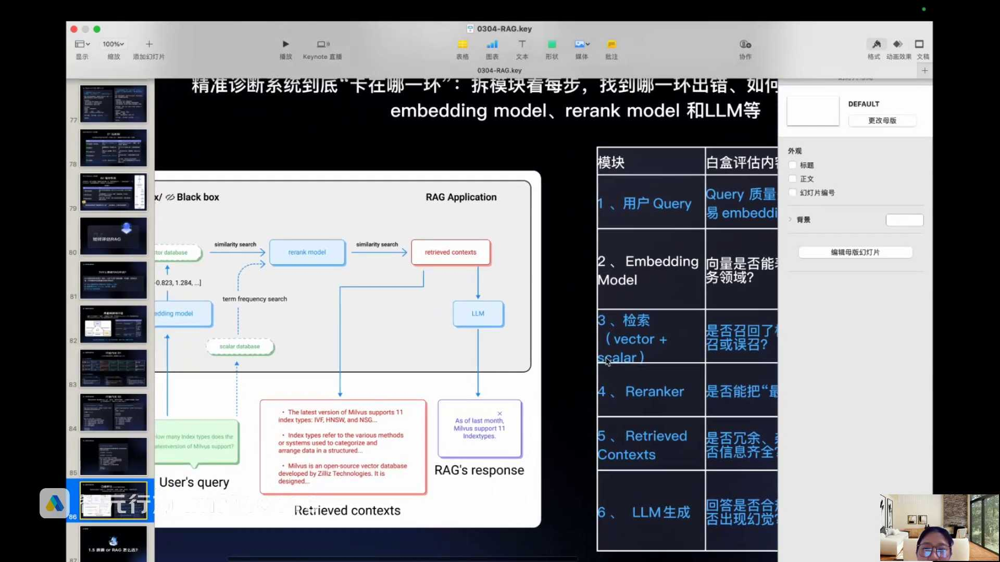 0304-RAG.key
100%
显示
缩放
添加幻灯片
播放
Keynote 直播
表格
图表
文本
形状
媒体
批注
协作
格式
动画效果
文稿
0304-RAG.key
77
78
79
80
如何评估RAG
81
82
83
84
85
86
1.5 微调 or RAG 怎么选?
87
精准诊断系统到底“卡在哪一环”：拆模块看每步，找到哪一环出错、如何
embedding model、rerank model 和LLM等
x/ Black box
RAG Application
tor database
similarity search
rerank model
similarity search
retrieved contexts
0.823, 1.284, ...]
term frequency search
edding model
LLM
scalar database
How many Index types does the
latestversion of Milvus support?
User's query
· The latest version of Milvus supports 11
index types: IVF, HNSW, and NSG...
· Index types refer to the various methods
or systems used to categorize and
arrange data in a structured...
· Milvus is an open-source vector database
developed by Zilliz Technologies. It is
designed...
Retrieved contexts
As of last month,
Milvus support 11
Indextypes.
RAG's response
模块
白盒评估内容
1 、用户 Query
Query 质量
易 embeddi
2 、 Embedding
Model
向量是否能表
务领域?
3 、检索
（vector +
scalar）
是否召回了
召或误召?
4 、 Reranker
是否能把“最
5 、 Retrieved
Contexts
是否冗余、
否信息齐全?
6 、 LLM 生成
回答是否合
否出现幻觉?
DEFAULT
更改母版
外观
标题
正文
幻灯片编号
背景
编辑母版幻灯片